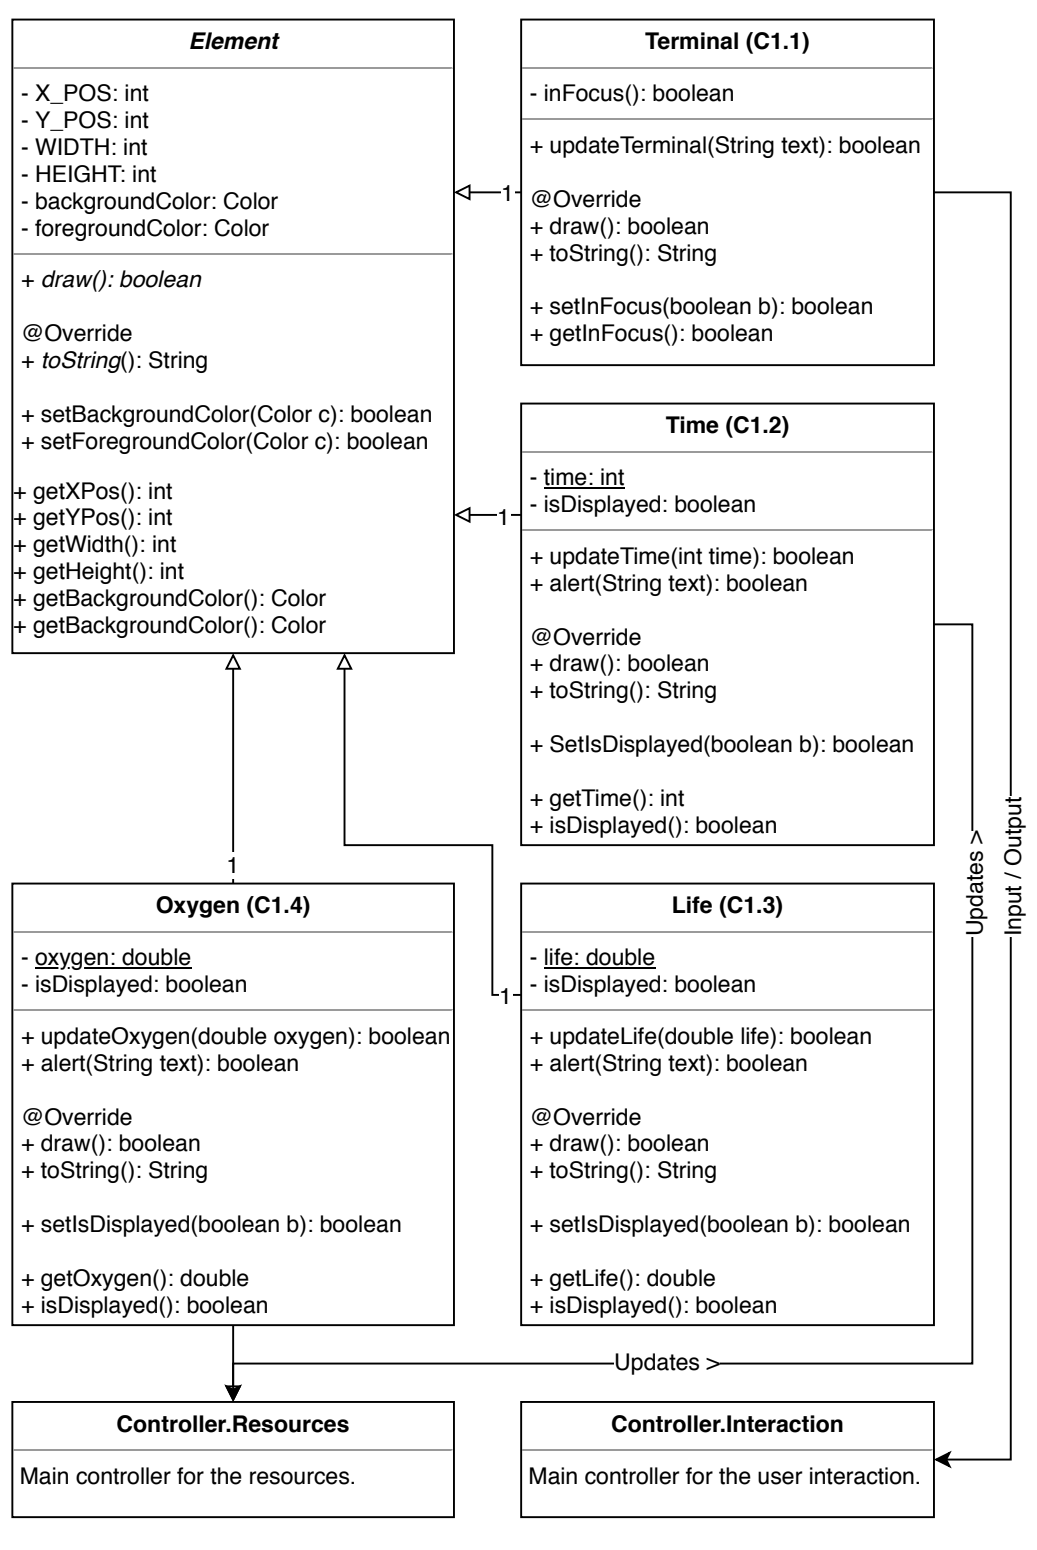 Element
- X_POS: int
- Y_POS: int
- WIDTH: int
- HEIGHT: int
- backgroundColor: Color
- foregroundColor: Color
+ draw(): boolean
@Override
+ toString(): String
+ setBackgroundColor(Color c): boolean
+ setForegroundColor(Color c): boolean
+ getXPos(): int
+ getYPos(): int
+ getWidth(): int
+ getHeight(): int
+ getBackgroundColor(): Color
+ getBackgroundColor(): Color
Terminal (C1.1)
- inFocus(): boolean
+ updateTerminal(String text): boolean
@Override
+ draw(): boolean
+ toString(): String
+ setInFocus(boolean b): boolean
+ getInFocus(): boolean
1
Time (C1.2)
- time: int
- isDisplayed: boolean
+ updateTime(int time): boolean
+ alert(String text): boolean
@Override
+ draw(): boolean
+ toString(): String
+ SetIsDisplayed(boolean b): boolean
+ getTime(): int
+ isDisplayed(): boolean
1
Updates >
Input / Output
1
Oxygen (C1.4)
- oxygen: double
- isDisplayed: boolean
+ updateOxygen(double oxygen): boolean
+ alert(String text): boolean
@Override
+ draw(): boolean
+ toString(): String
+ setIsDisplayed(boolean b): boolean
+ getOxygen(): double
+ isDisplayed(): boolean
1
Life (C1.3)
- life: double
- isDisplayed: boolean
+ updateLife(double life): boolean
+ alert(String text): boolean
@Override
+ draw(): boolean
+ toString(): String
+ setIsDisplayed(boolean b): boolean
+ getLife(): double
+ isDisplayed(): boolean
Updates >
Controller.Resources
Main controller for the resources.
Controller.Interaction
Main controller for the user interaction.